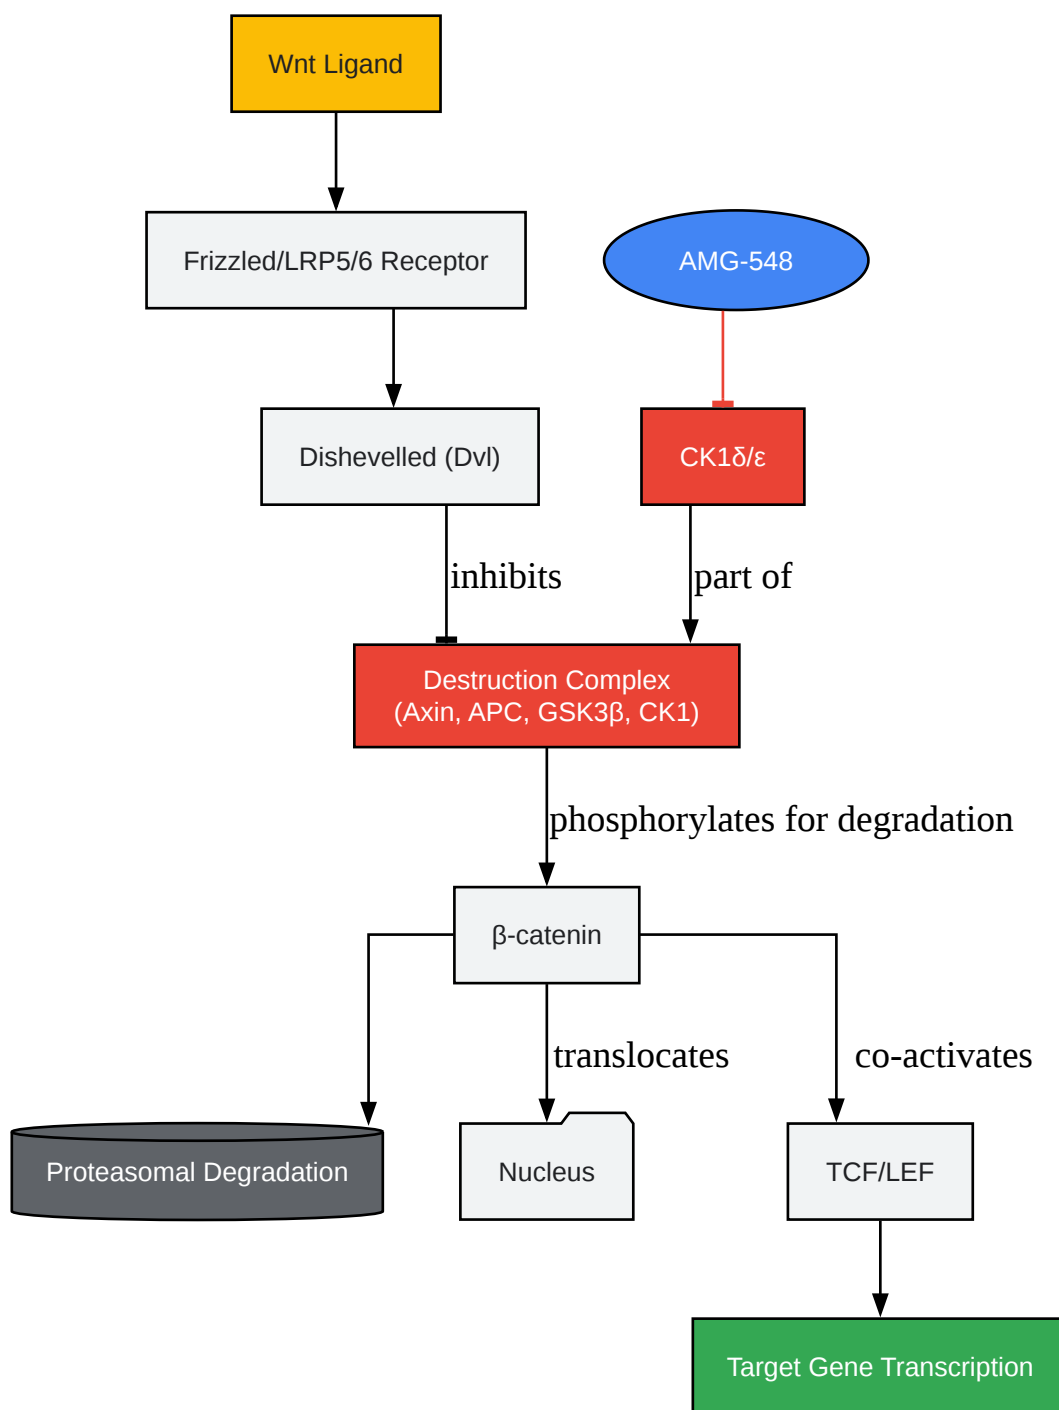 Wnt Ligand
Frizzled/LRP5/6 Receptor
AMG-548
Dishevelled (Dvl)
CK1δ/ε
inhibits
part of
Destruction Complex
(Axin, APC, GSK3β, CK1)
phosphorylates for degradation
β-catenin
translocates
co-activates
Proteasomal Degradation
Nucleus
TCF/LEF
Target Gene Transcription